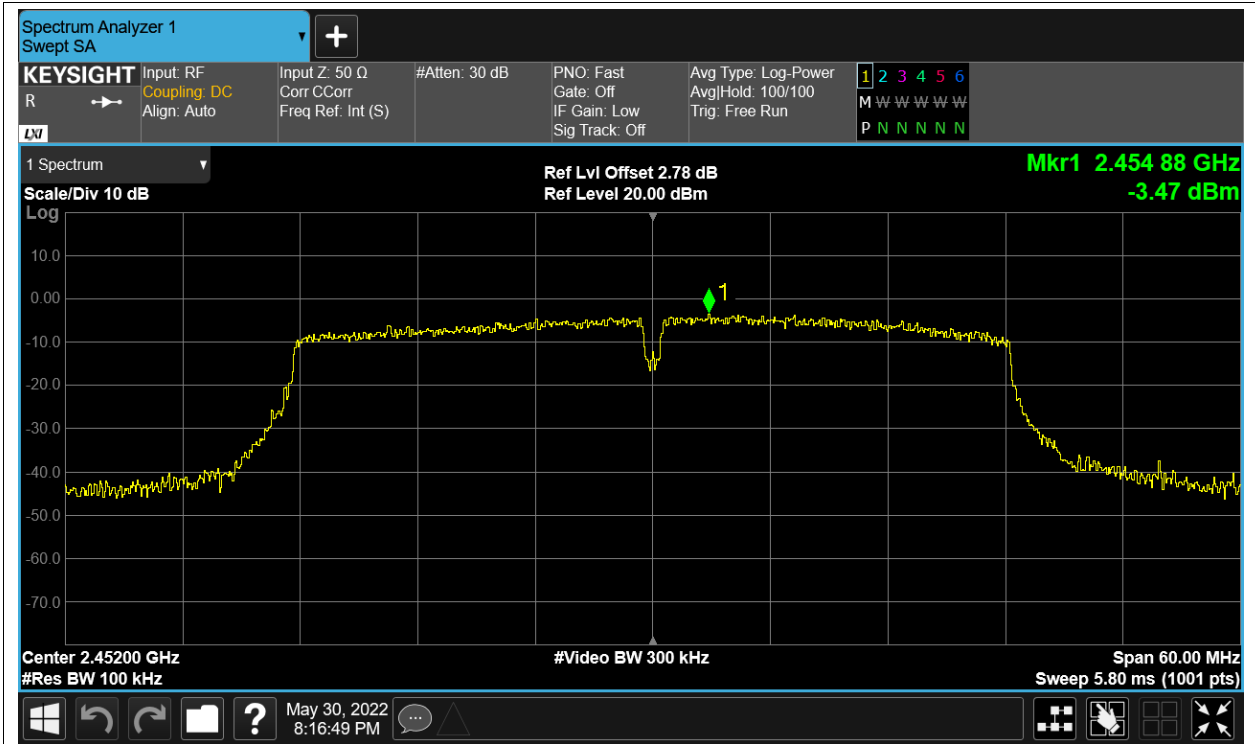 Spectrum Analyzer 1
Swept SA
+
KEYSIGHT
R
LXI
Input: RF
Coupling: DC
Align: Auto
Input Z: 50 Ω
Corr CCorr
Freq Ref: Int (S)
#Atten: 30 dB
PNO: Fast
Gate: Off
IF Gain: Low
Sig Track: Off
Avg Type: Log-Power
Avg|Hold: 100/100
Trig: Free Run
1 2 3 4 5 6
M W W W W W
P N N N N N
1 Spectrum
Scale/Div 10 dB
Log
Ref Lvl Offset 2.78 dB
Ref Level 20.00 dBm
Mkr1 2.454 88 GHz
-3.47 dBm
1
10.0
0.00
-10.0
-20.0
-30.0
-40.0
-50.0
-60.0
-70.0
Center 2.45200 GHz
#Res BW 100 kHz
#Video BW 300 kHz
Span 60.00 MHz
Sweep 5.80 ms (1001 pts)
?
May 30, 2022
8:16:49 PM